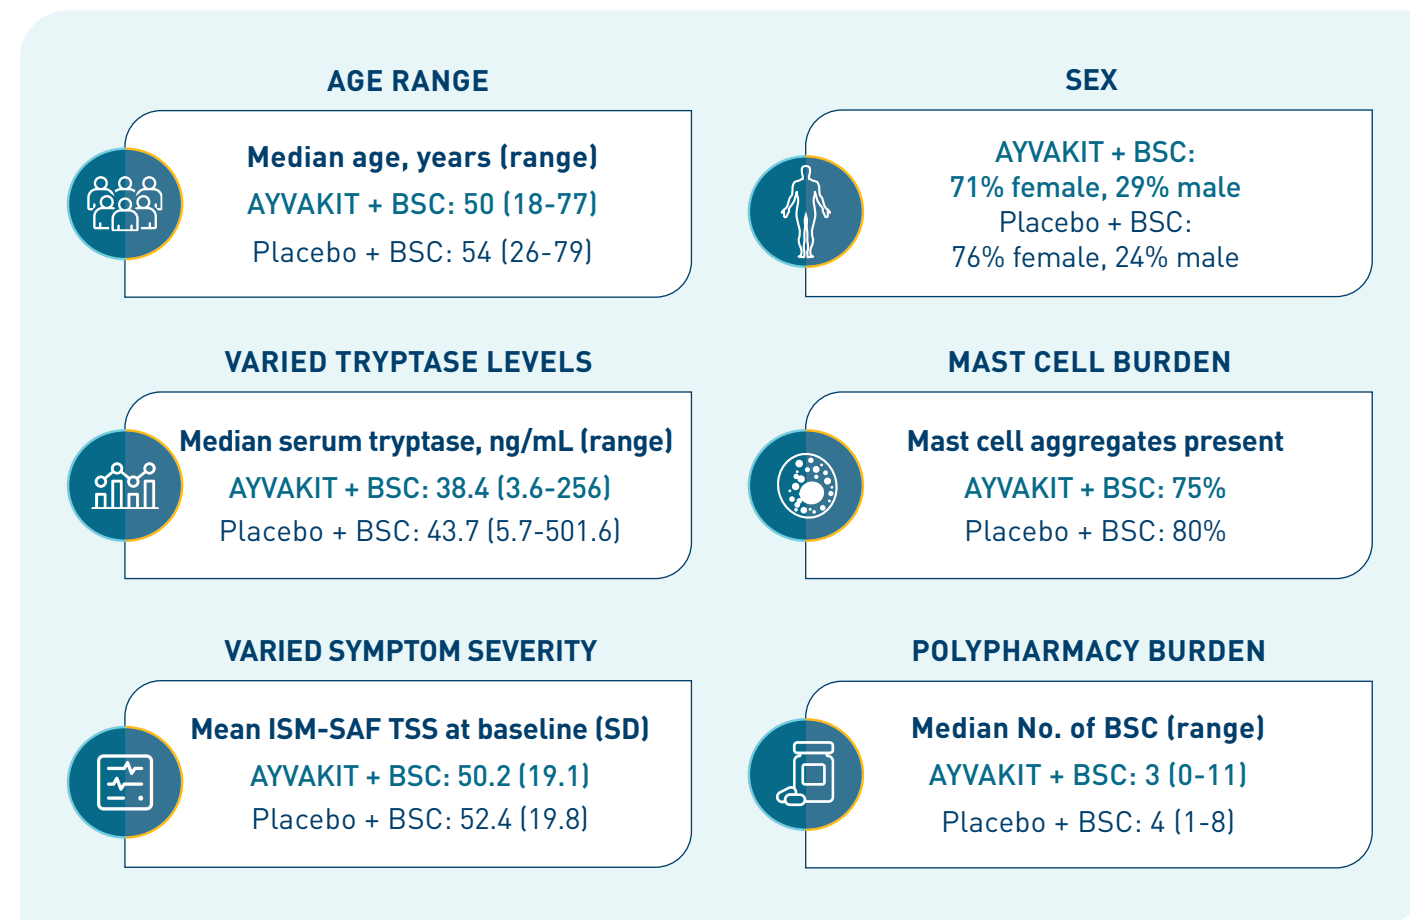 AGE RANGE
Median age, years (range)
AYVAKIT + BSC: 50 (18-77)
Placebo + BSC: 54 (26-79)
SEX
AYVAKIT + BSC:
71% female, 29% male
Placebo + BSC:
76% female, 24% male
VARIED TRYPTASE LEVELS
Median serum tryptase, ng/mL (range)
AYVAKIT + BSC: 38.4 (3.6-256)
Placebo + BSC: 43.7 (5.7-501.6)
MAST CELL BURDEN
Mast cell aggregates present
AYVAKIT + BSC: 75%
Placebo + BSC: 80%
VARIED SYMPTOM SEVERITY
Mean ISM-SAF TSS at baseline (SD)
AYVAKIT + BSC: 50.2 (19.1)
Placebo + BSC: 52.4 (19.8)
POLYPHARMACY BURDEN
Median No. of BSC (range)
AYVAKIT + BSC: 3 (0-11)
Placebo + BSC: 4 (1-8)